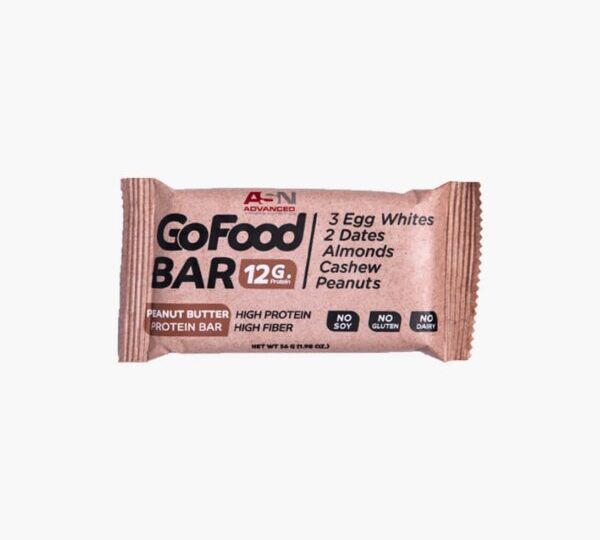 ASN
ADVANCED
GoFood
BAR 12G.
Protein
PEANUT BUTTER
PROTEIN BAR
HIGH PROTEIN
HIGH FIBER
3 Egg Whites
2 Dates
Almonds
Cashew
Peanuts
NO
SOY
NO
GLUTEN
NO
DAIRY
NET WT 56 G (1.98 OZ.)